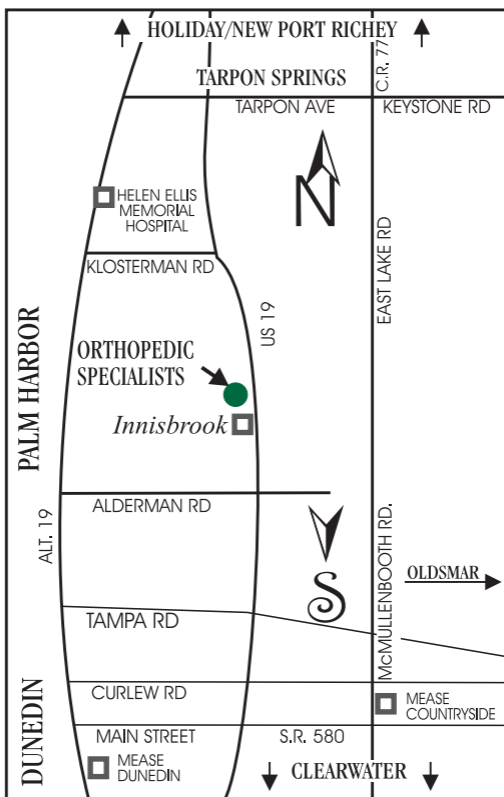 HOLIDAY/NEW PORT RICHEY
C.R. 77
TARPON SPRINGS
TARPON AVE
KEYSTONE RD
N
HELEN ELLIS
MEMORIAL
HOSPITAL
KLOSTERMAN RD
EAST LAKE RD
US 19
PALM HARBOR
ORTHOPEDIC
SPECIALISTS
Innisbrook
ALDERMAN RD
ALT. 19
McMULLENBOOTH RD.
OLDSMAR
S
TAMPA RD
CURLEW RD
MEASE
COUNTRYSIDE
DUNEDIN
MAIN STREET
S.R. 580
MEASE
DUNEDIN
CLEARWATER